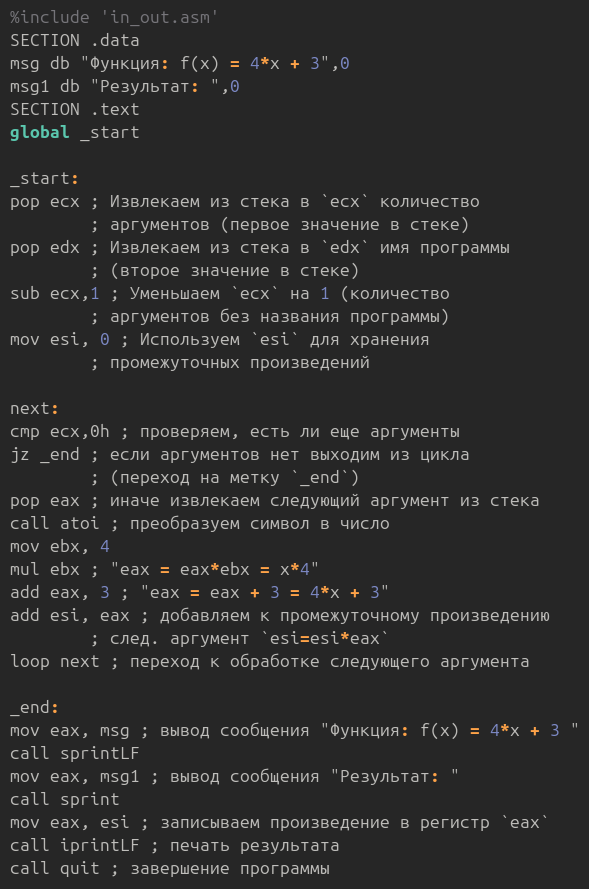 %include 'in_out.asm'
SECTION .data
msg db "Функция: f(x) = 4*x + 3",0
msg1 db "Результат: ",0
SECTION .text
global _start
_start:
pop ecx ; Извлекаем из стека в `ecx` количество
; аргументов (первое значение в стеке)
pop edx ; Извлекаем из стека в `edx` имя программы
; (второе значение в стеке)
sub ecx,1 ; Уменьшаем `ecx` на 1 (количество
; аргументов без названия программы)
mov esi, 0 ; Используем `esi` для хранения
; промежуточных произведений
next:
cmp ecx,0h ; проверяем, есть ли еще аргументы
jz _end ; если аргументов нет выходим из цикла
; (переход на метку `_end`)
pop eax ; иначе извлекаем следующий аргумент из стека
call atoi ; преобразуем символ в число
mov ebx, 4
mul ebx ; "eax = eax*ebx = x*4"
add eax, 3 ; "eax = eax + 3 = 4*x + 3"
add esi, eax ; добавляем к промежуточному произведению
; след. аргумент `esi=esi*eax`
loop next ; переход к обработке следующего аргумента
_end:
mov eax, msg ; вывод сообщения "Функция: f(x) = 4*x + 3 "
call sprintLF
mov eax, msg1 ; вывод сообщения "Результат: "
call sprint
mov eax, esi ; записываем произведение в регистр `eax`
call iprintLF ; печать результата
call quit ; завершение программы